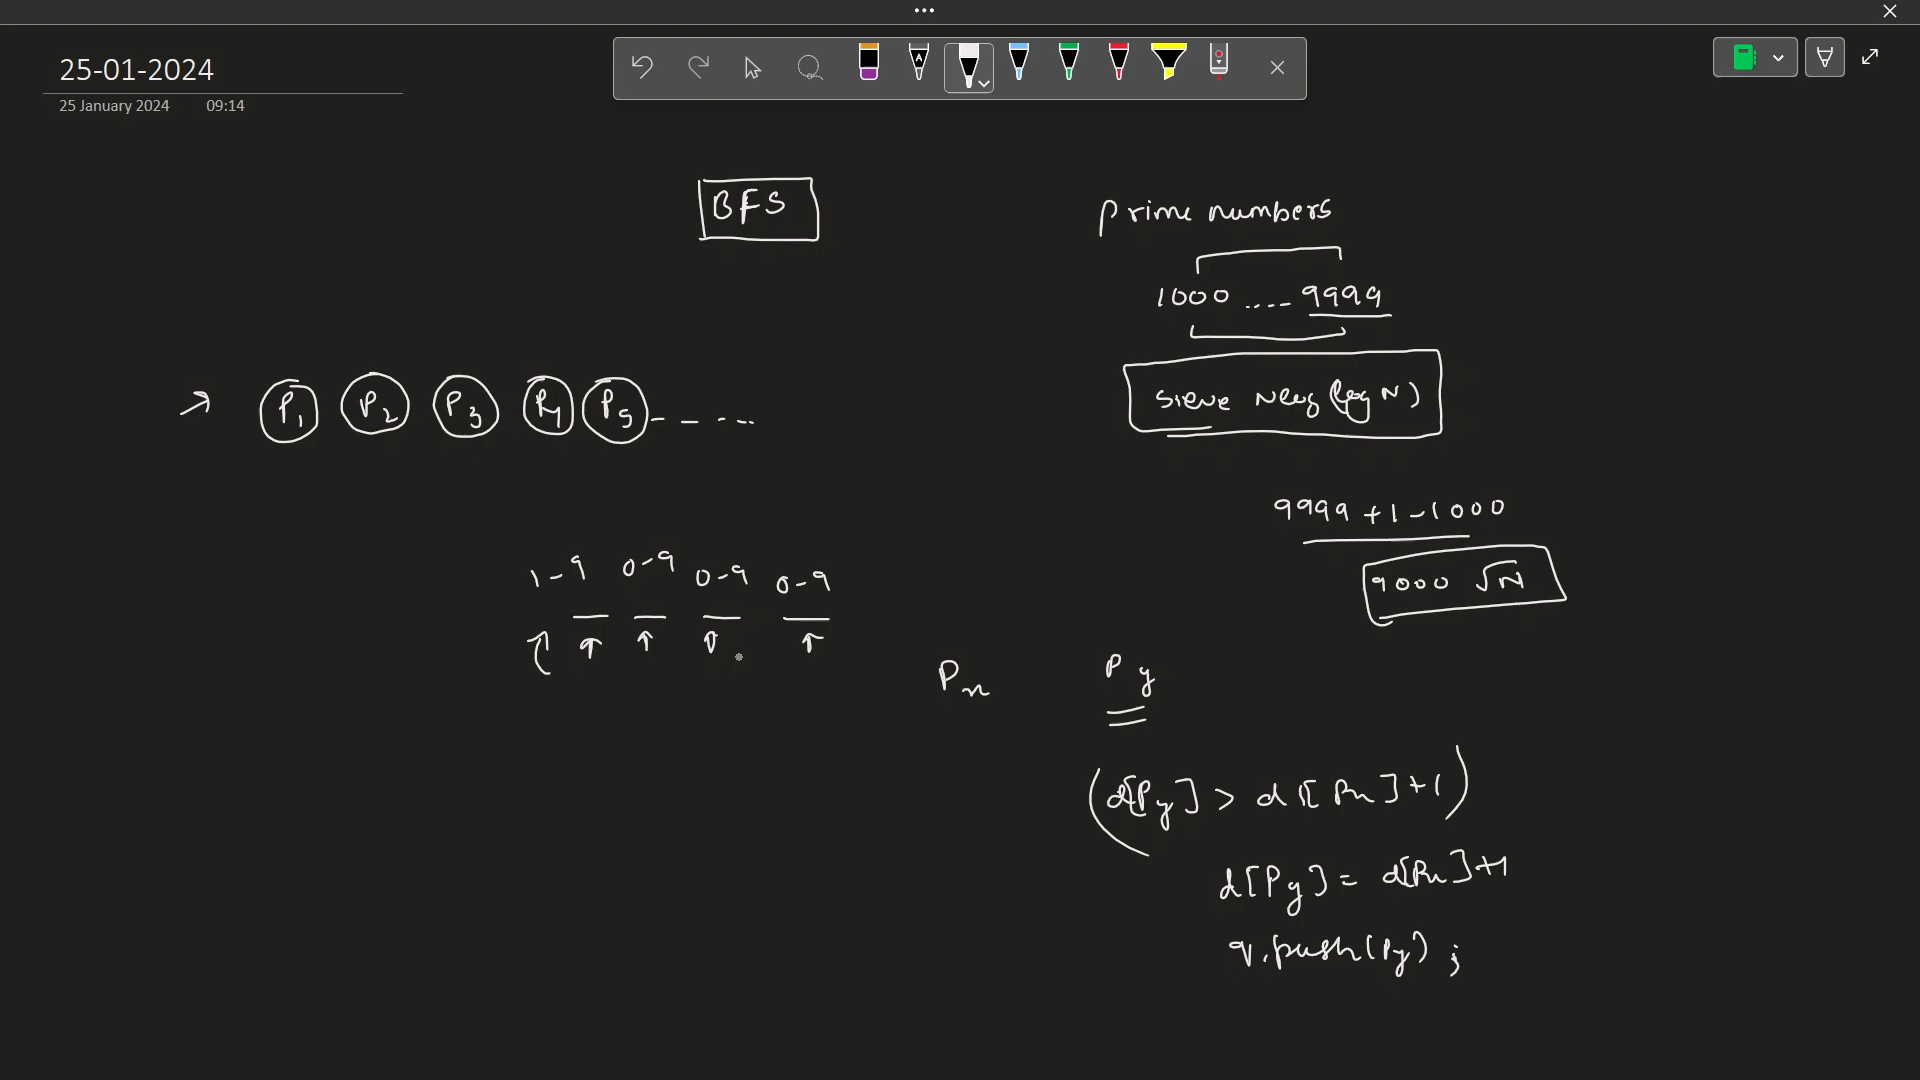 25-01-2024
25 January 2024 09:14
BFS
Prime numbers
1000 ..... 9999
Sieve Nlog(log N)
P1 P2 P3 P4 P5 - - - --
9999 + 1 - 1000
9000 √N
1-9 0-9 0-9 0-9
Px Py
(d[Py] > d[Px]+1)
d[Py] = d[Px]+1
q.push(Py);